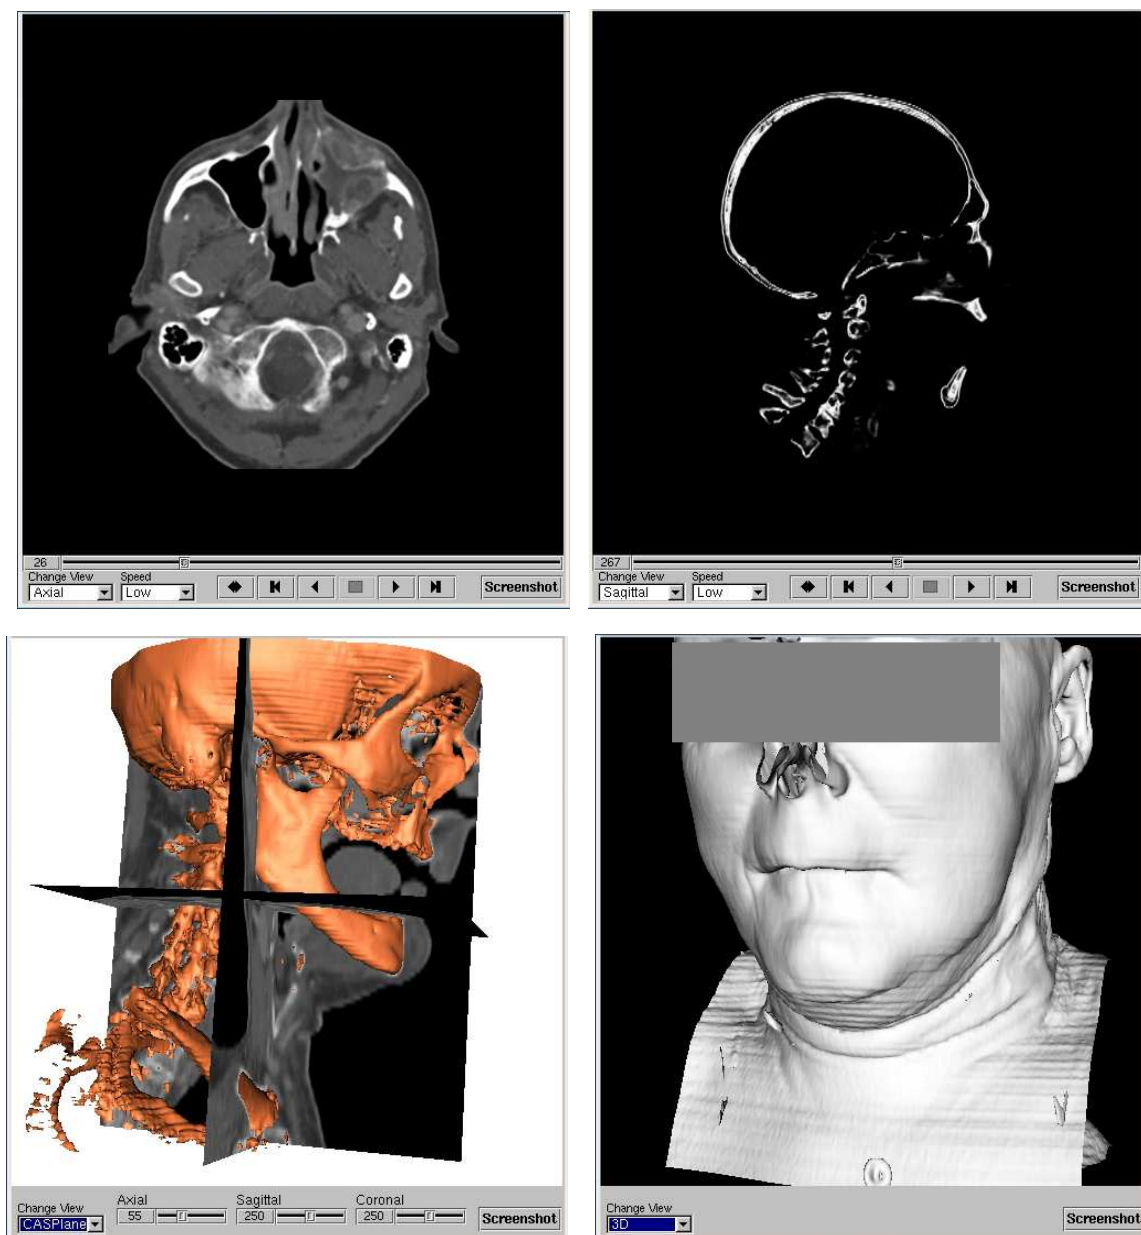 26
Change View Speed
Axial Low Screenshot
267
Change View Speed
Sagittal Low Screenshot
Change View Axial Sagittal Coronal
CASPlane 55 250 250 Screenshot
Change View
3D Screenshot